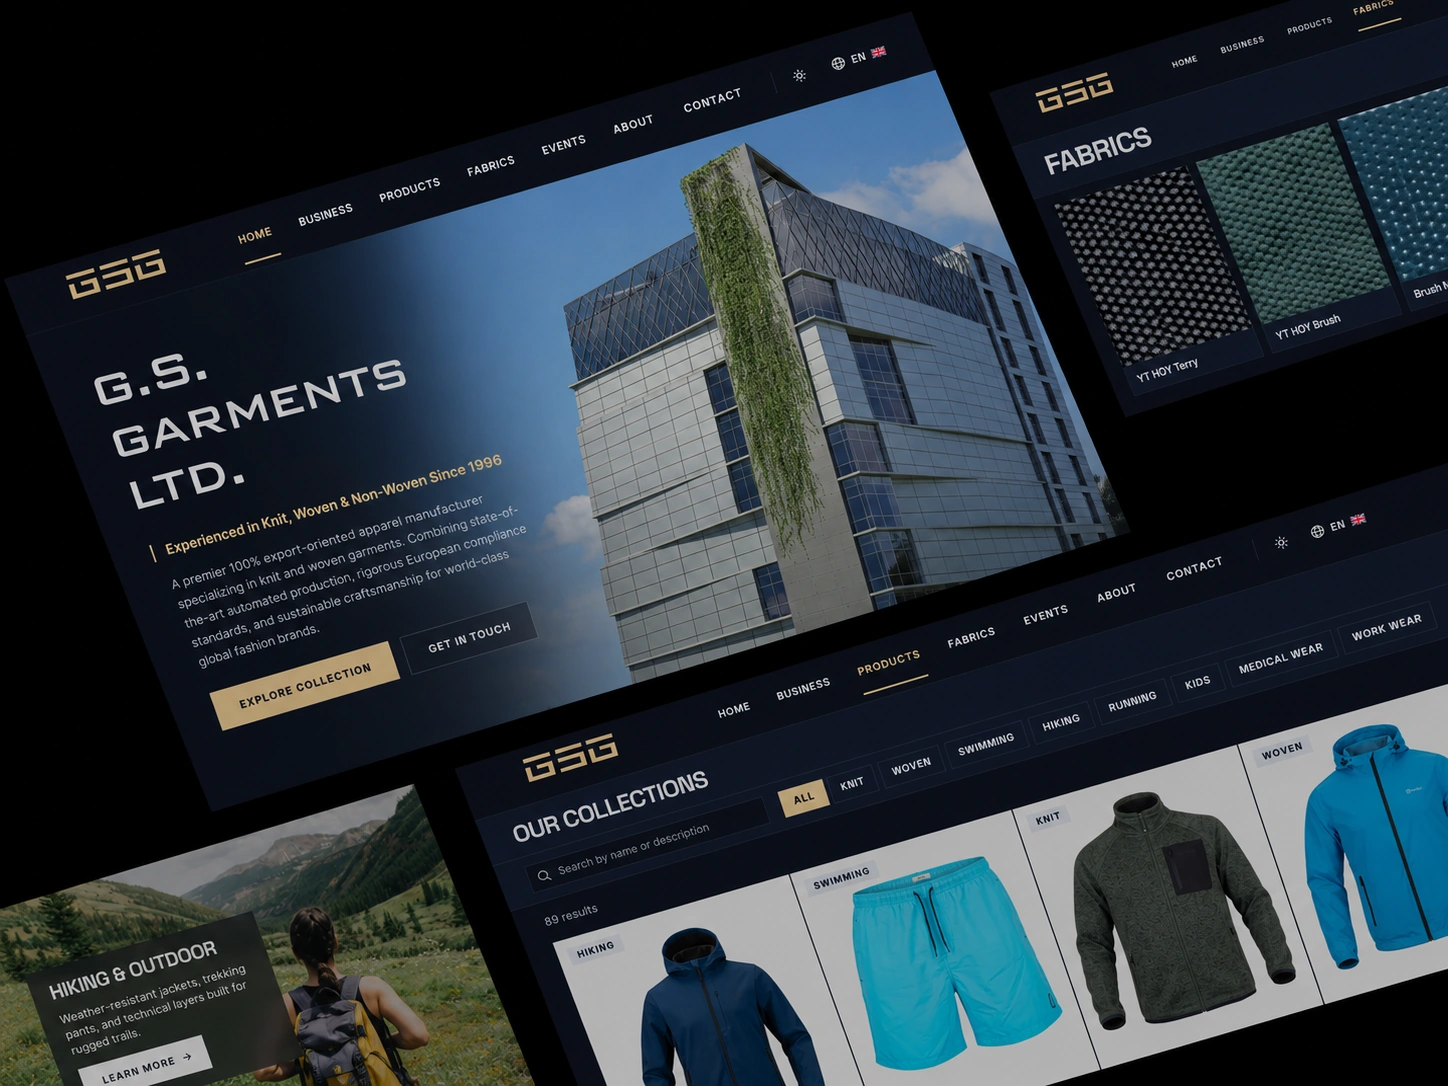 GSG
HOME
BUSINESS
PRODUCTS
FABRICS
EVENTS
ABOUT
CONTACT
EN
G.S.
GARMENTS
LTD.
Experienced in Knit, Woven & Non-Woven Since 1996
A premier 100% export-oriented apparel manufacturer
specializing in knit and woven garments. Combining state-of-
the-art automated production, rigorous European compliance
standards, and sustainable craftsmanship for world-class
global fashion brands.
EXPLORE COLLECTION
GET IN TOUCH
GSG
HOME
BUSINESS
PRODUCTS
FABRICS
FABRICS
YT HOY Terry
YT HOY Brush
Brush
GSG
HOME
BUSINESS
PRODUCTS
FABRICS
EVENTS
ABOUT
CONTACT
EN
OUR COLLECTIONS
Search by name or description
ALL
KNIT
WOVEN
SWIMMING
HIKING
RUNNING
KIDS
MEDICAL WEAR
WORK WEAR
89 results
HIKING
SWIMMING
KNIT
WOVEN
HIKING & OUTDOOR
Weather-resistant jackets, trekking
pants, and technical layers built for
rugged trails.
LEARN MORE →